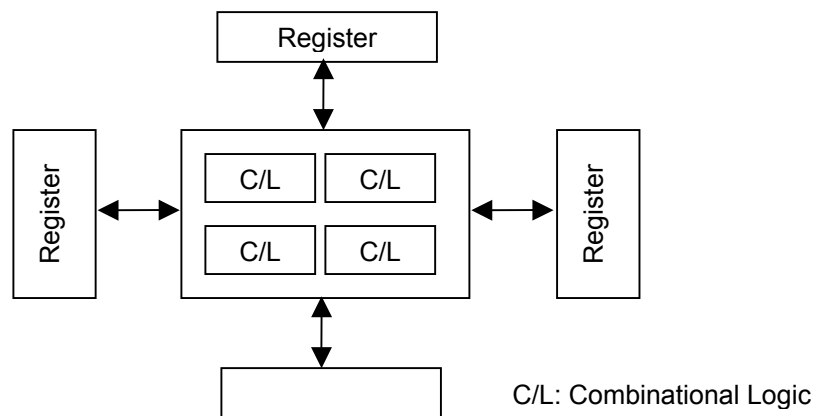 Register
Register
C/L C/L
Register
C/L C/L
C/L: Combinational Logic